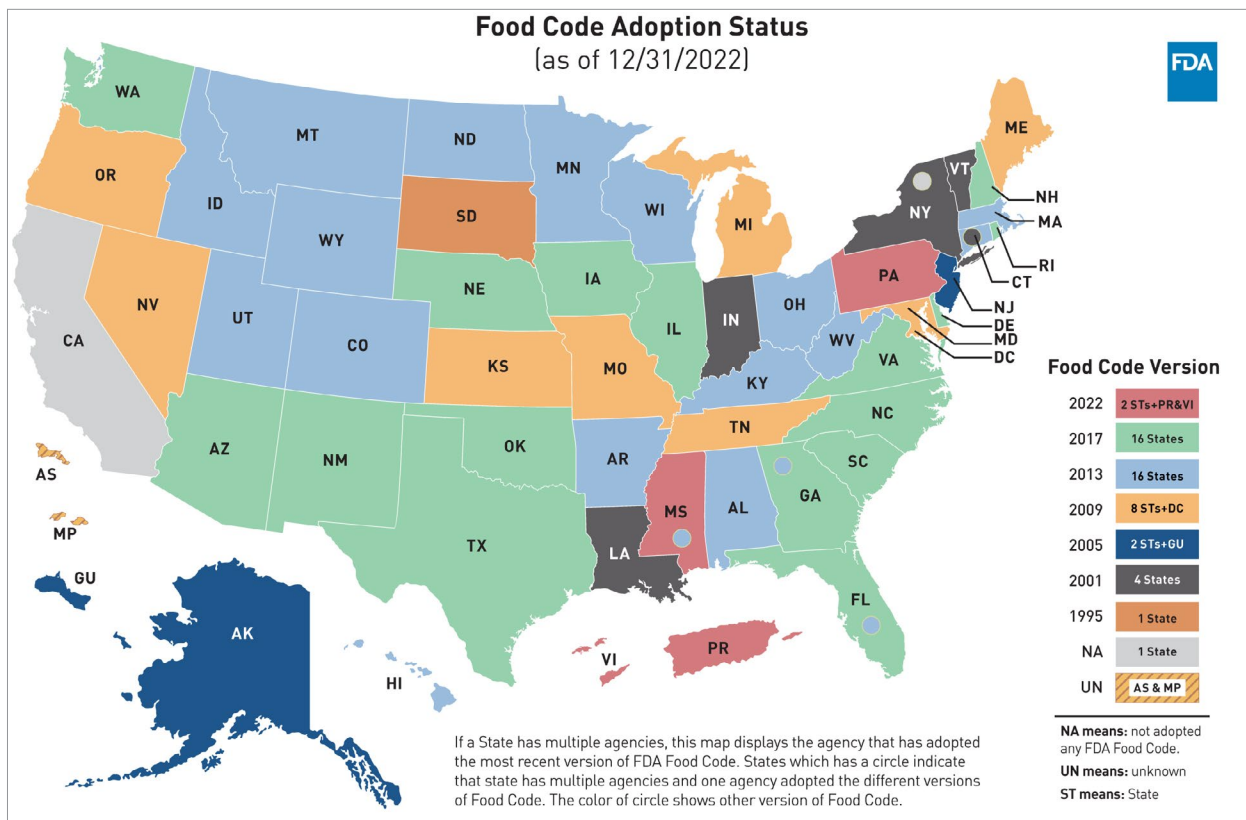 Food Code Adoption Status
(as of 12/31/2022)
FDA
WA
MT
ND
MN
ME
OR
ID
WY
SD
WI
MI
VT
NY
NH
MA
RI
CT
NV
UT
CO
NE
IA
IL
IN
OH
PA
NJ
DE
MD
DC
CA
KS
MO
KY
WV
VA
AZ
NM
OK
AR
TN
NC
SC
TX
LA
MS
AL
GA
FL
AS
MP
GU
AK
HI
VI
PR
Food Code Version
2022 2 STs+PR&VI
2017 16 States
2013 16 States
2009 8 STs+DC
2005 2 STs+GU
2001 4 States
1995 1 State
NA 1 State
UN AS & MP
NA means: not adopted
any FDA Food Code.
UN means: unknown
ST means: State
If a State has multiple agencies, this map displays the agency that has adopted
the most recent version of FDA Food Code. States which has a circle indicate
that state has multiple agencies and one agency adopted the different versions
of Food Code. The color of circle shows other version of Food Code.